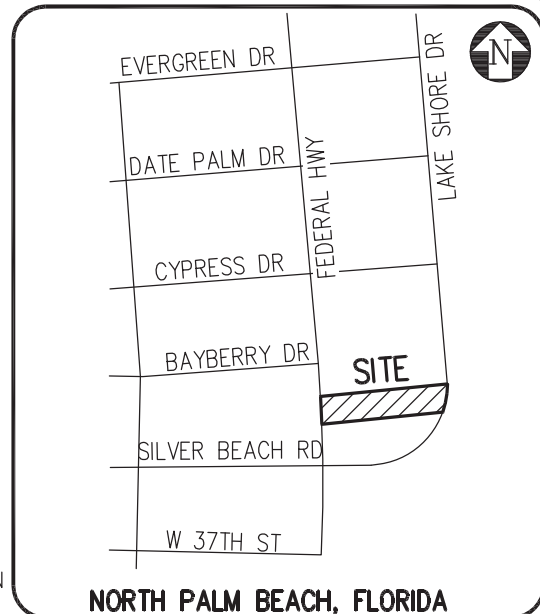 EVERGREEN DR
N
LAKE SHORE DR
DATE PALM DR
FEDERAL HWY
CYPRESS DR
BAYBERRY DR
SITE
SILVER BEACH RD
W 37TH ST
N
NORTH PALM BEACH, FLORIDA